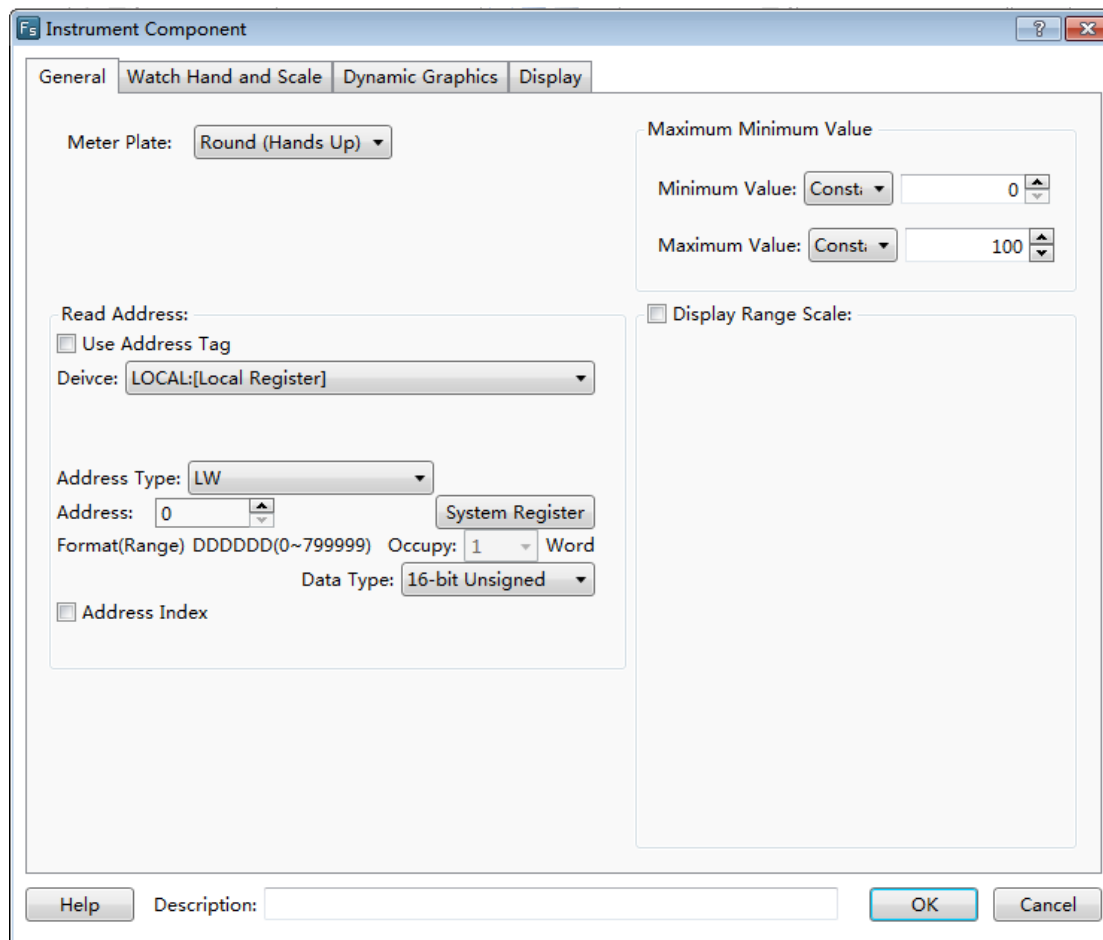 Fs Instrument Component
General Watch Hand and Scale Dynamic Graphics Display
Meter Plate: Round (Hands Up)
Maximum Minimum Value
Minimum Value: Consta 0
Maximum Value: Consta 100
Read Address:
Use Address Tag
Deivce: LOCAL:[Local Register]
Address Type: LW
Address: 0 System Register
Format(Range) DDDDDD(0~799999) Occupy: 1 Word
Data Type: 16-bit Unsigned
Address Index
Display Range Scale:
Help Description: OK Cancel